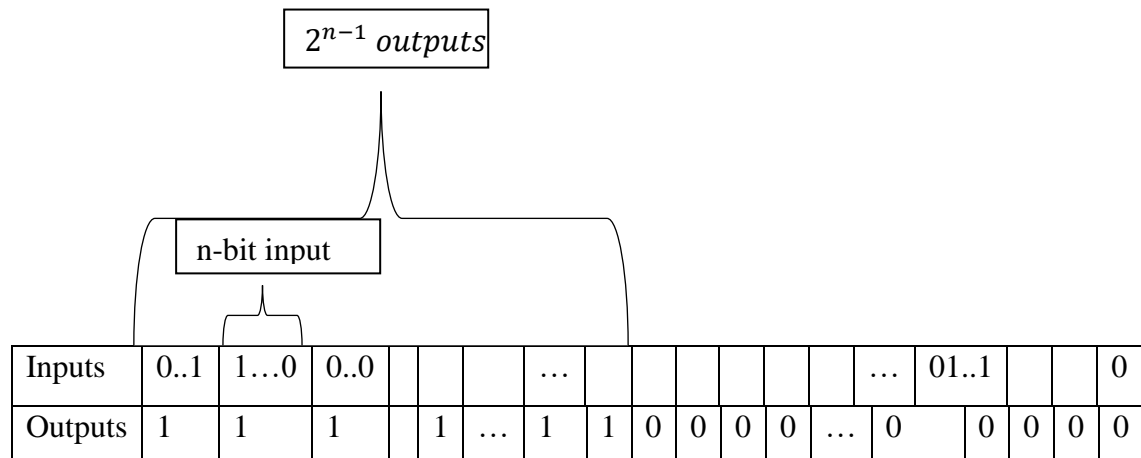 2ⁿ⁻¹ outputs
n-bit input
Inputs 0..1 1…0 0..0 … … 01..1 0
Outputs 1 1 1 1 … 1 1 0 0 0 0 … 0 0 0 0 0